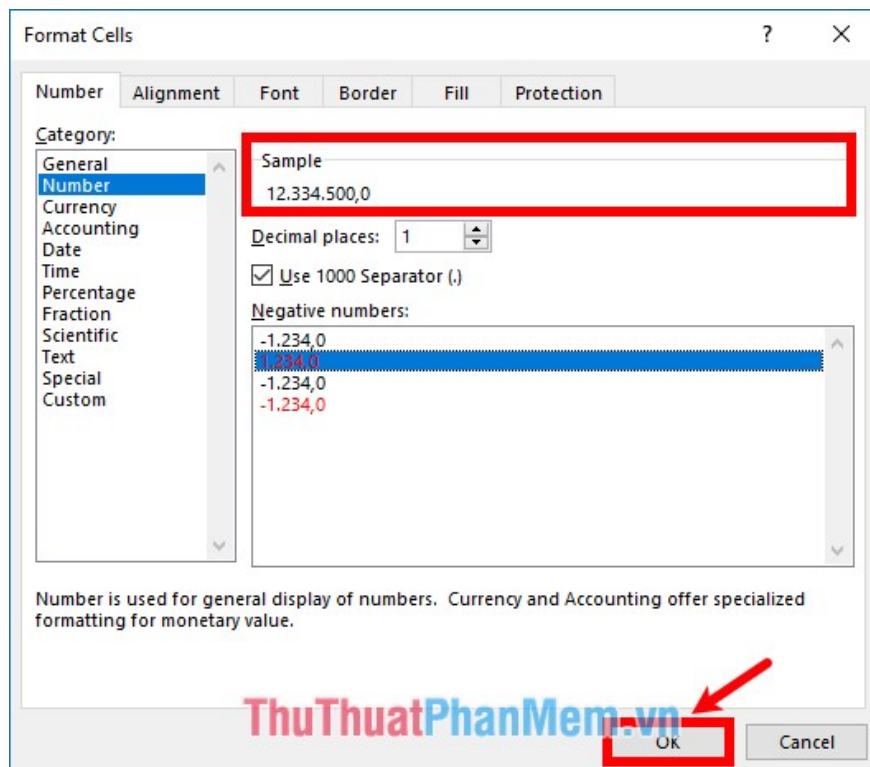 Format Cells
?
Number Alignment Font Border Fill Protection
Category:
General
Number
Currency
Accounting
Date
Time
Percentage
Fraction
Scientific
Text
Special
Custom
Sample
12.334.500,0
Decimal places: 1
Use 1000 Separator (.)
Negative numbers:
-1.234,0
1.234,0
-1.234,0
-1.234,0
Number is used for general display of numbers. Currency and Accounting offer specialized
formatting for monetary value.
ThuThuatPhanMem.vn
OK Cancel